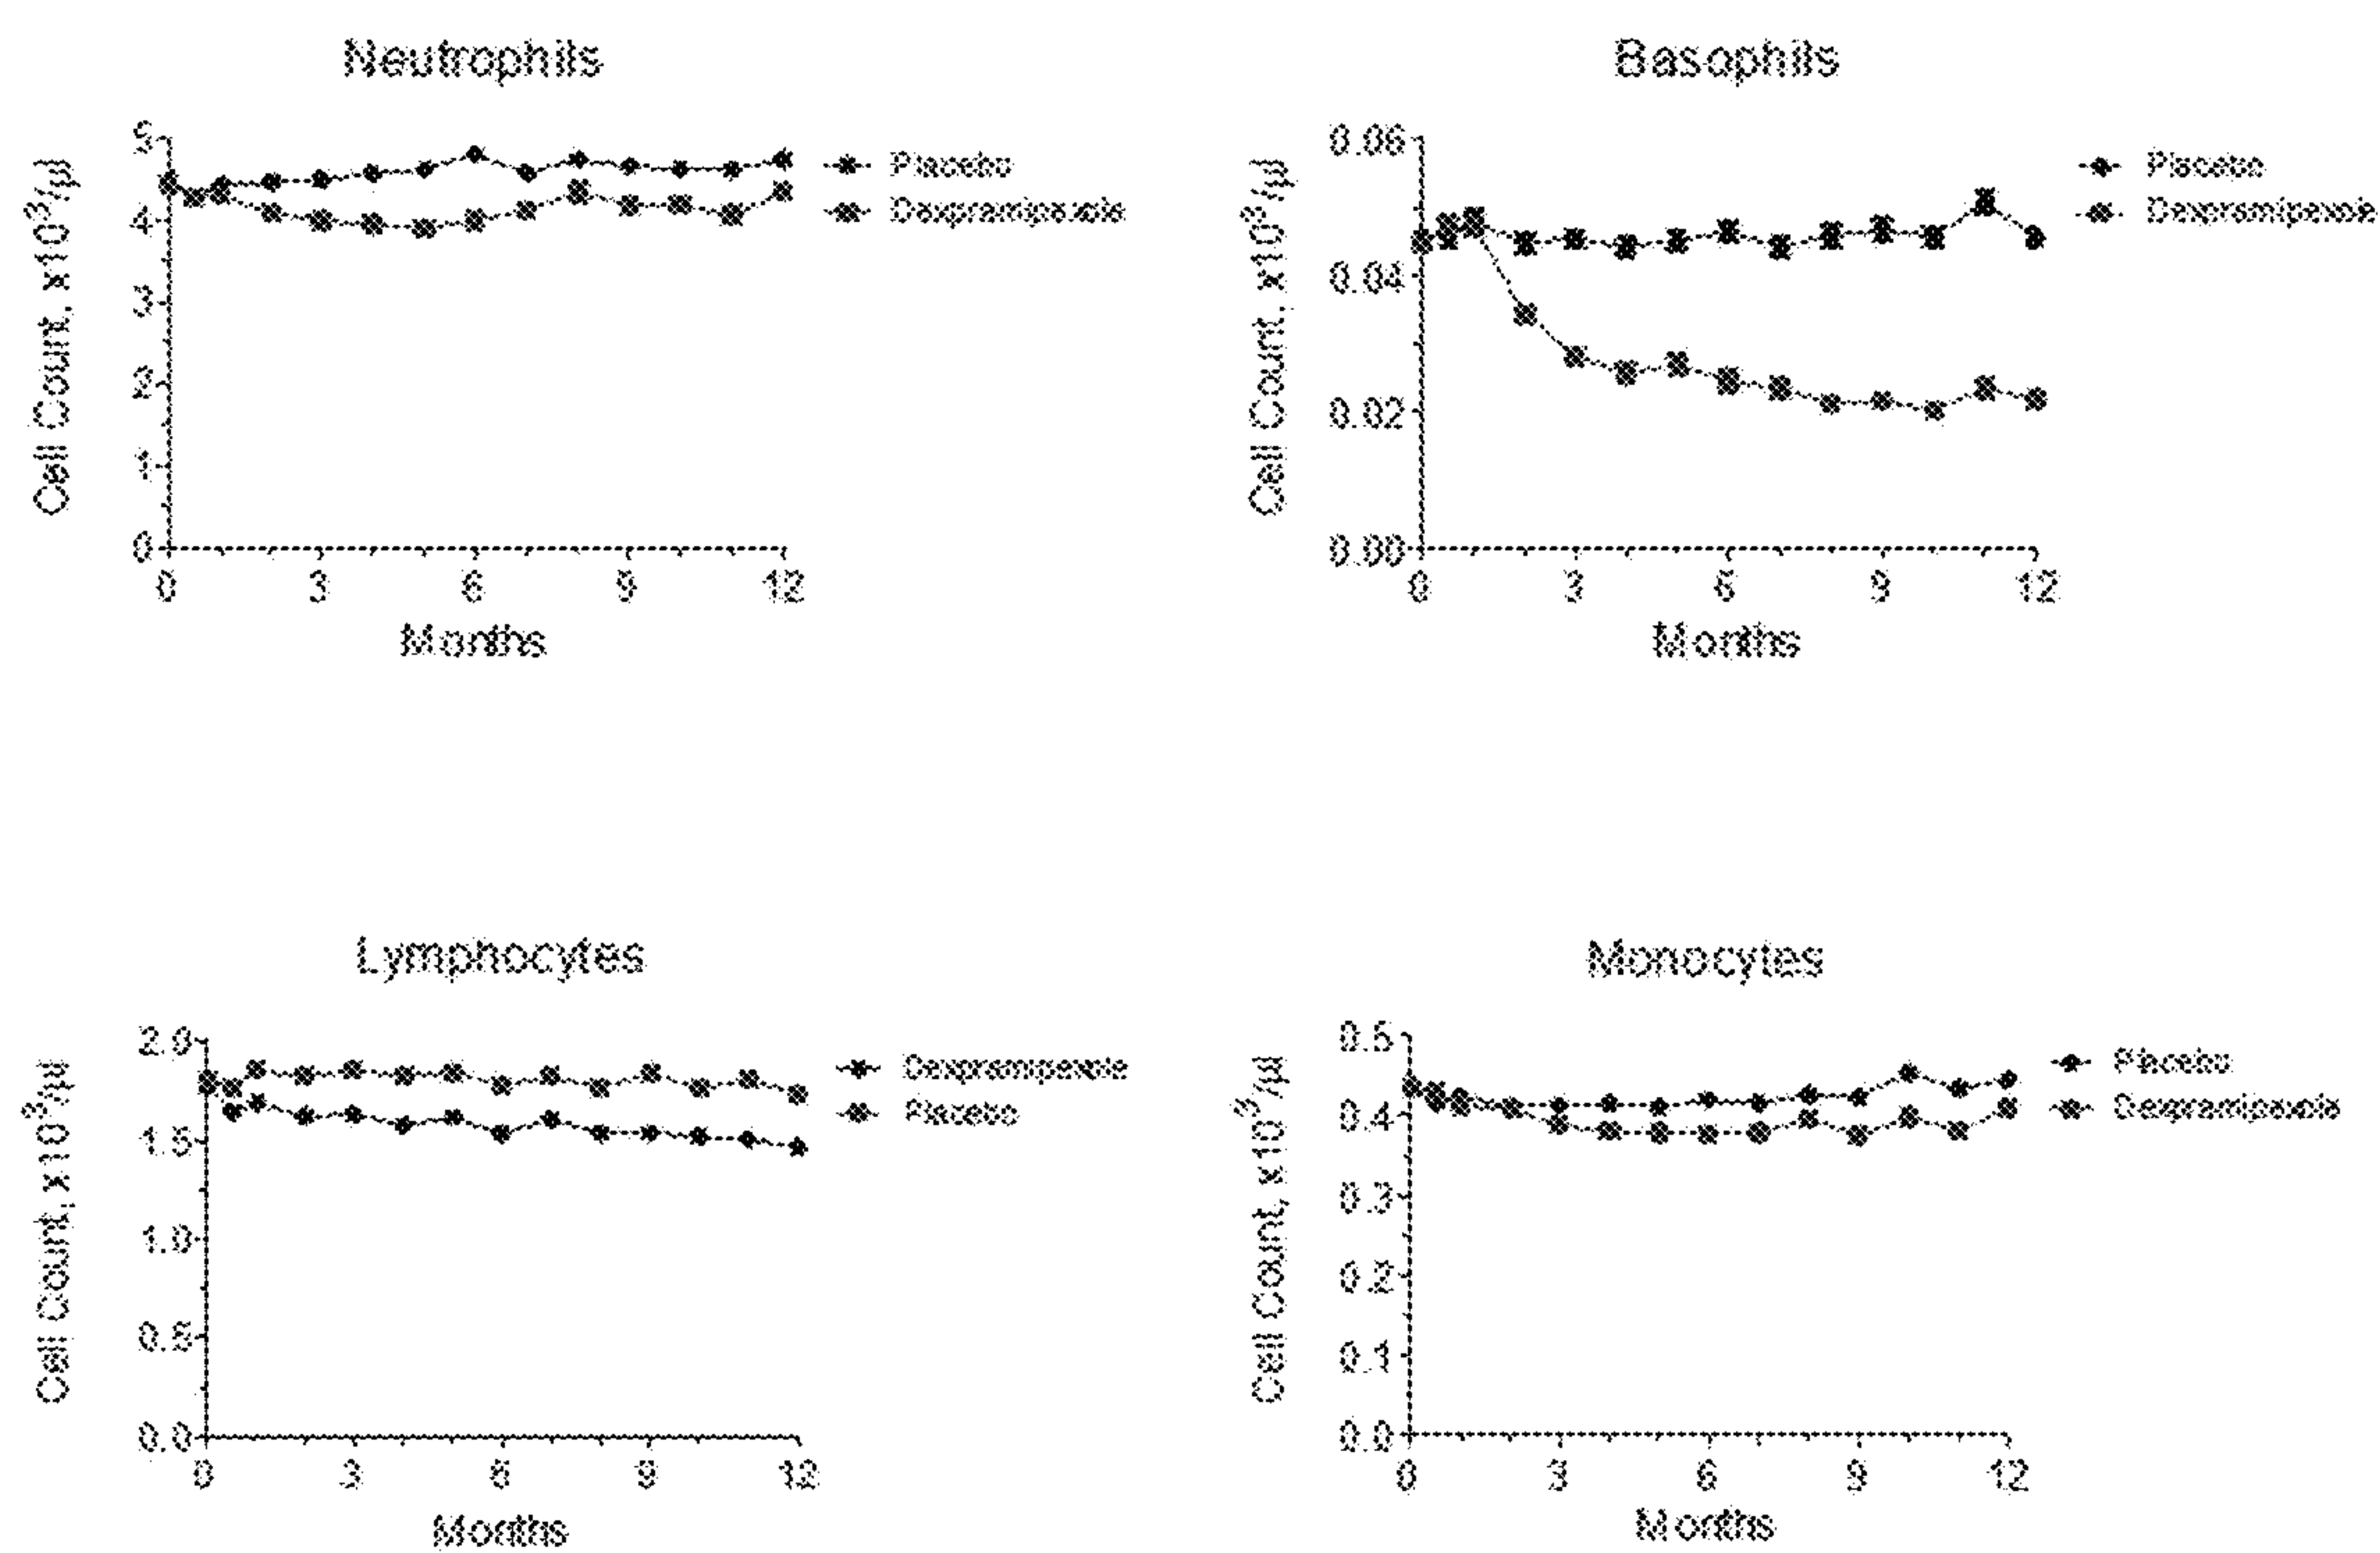 Neutrophils
Cell Count, x10³/µl
5
4
3
2
1
0
0 3 6 9 12
Months
Placebo
Dexpramipexole
Basophils
Cell Count, x10³/µl
0.06
0.04
0.02
0.00
0 3 6 9 12
Months
Placebo
Dexpramipexole
Lymphocytes
Cell Count, x10³/µl
2.0
1.5
1.0
0.5
0.0
0 3 6 9 12
Months
Dexpramipexole
Placebo
Monocytes
Cell Count, x10³/µl
0.5
0.4
0.3
0.2
0.1
0.0
0 3 6 9 12
Months
Placebo
Dexpramipexole